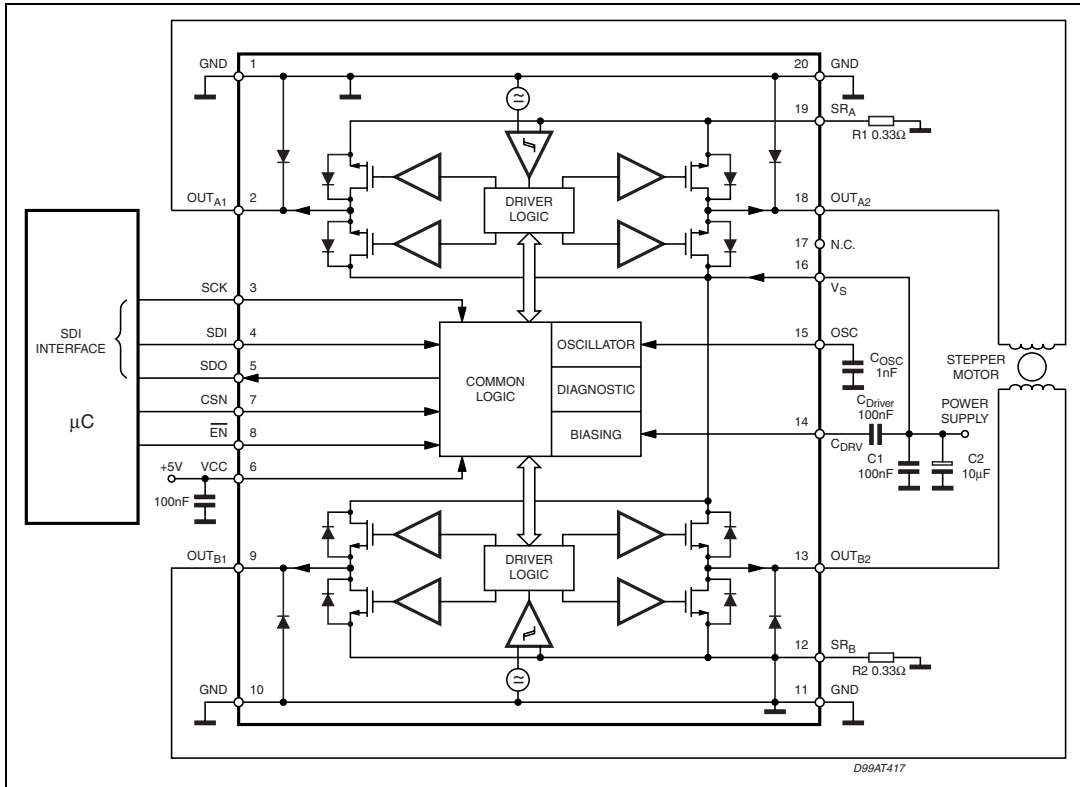 GND 1
20 GND
19 SRA
R1 0.33Ω
OUTA1 2
DRIVER
LOGIC
18 OUTA2
17 N.C.
16
VS
SCK 3
15 OSC
SDI
INTERFACE
SDI 4
OSCILLATOR
COSC
1nF
STEPPER
MOTOR
SDO 5
COMMON
LOGIC
DIAGNOSTIC
CDriver
100nF
POWER
SUPPLY
μC
CSN 7
EN 8
BIASING
14
CDRV
C1
100nF
C2
10μF
+5V VCC 6
100nF
OUTB1 9
DRIVER
LOGIC
13 OUTB2
12 SRB
R2 0.33Ω
GND 10
11 GND
D99AT417